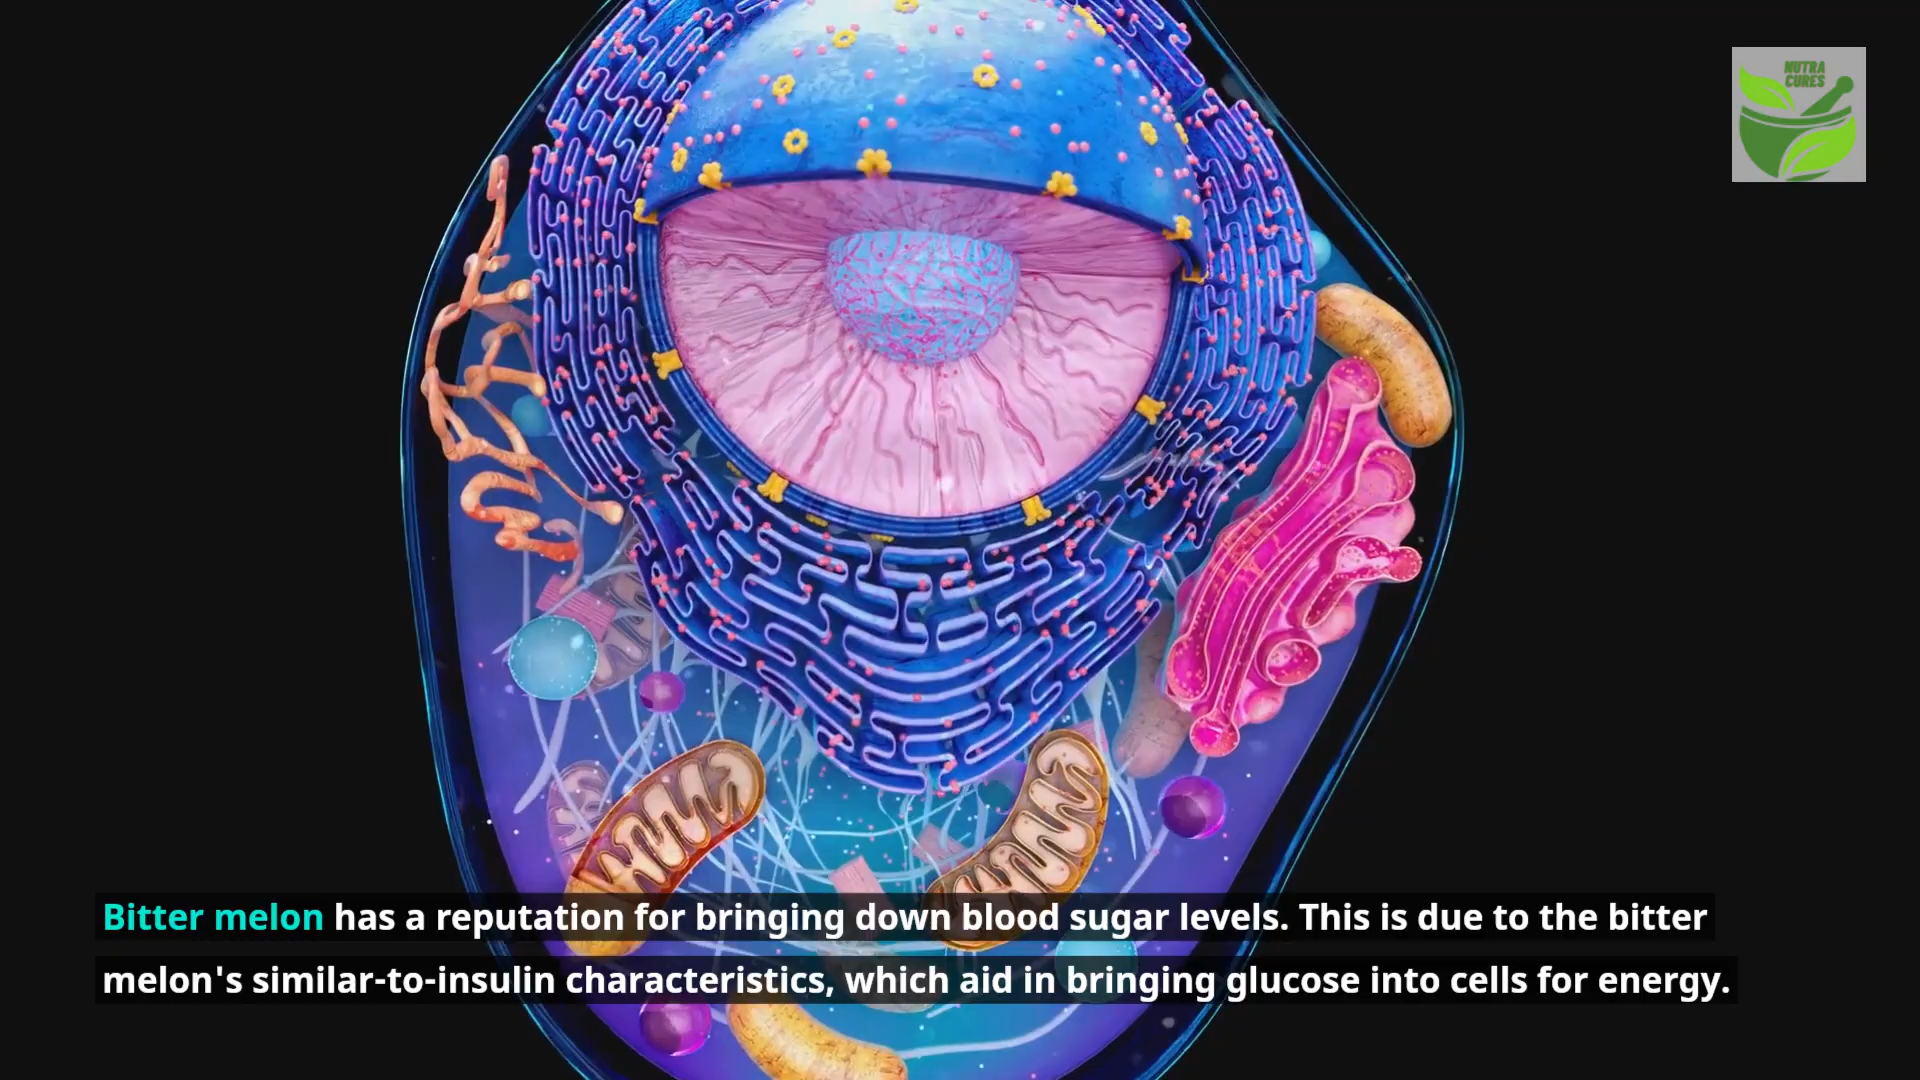 NUTRA
CURES
Bitter melon has a reputation for bringing down blood sugar levels. This is due to the bitter
melon's similar-to-insulin characteristics, which aid in bringing glucose into cells for energy.